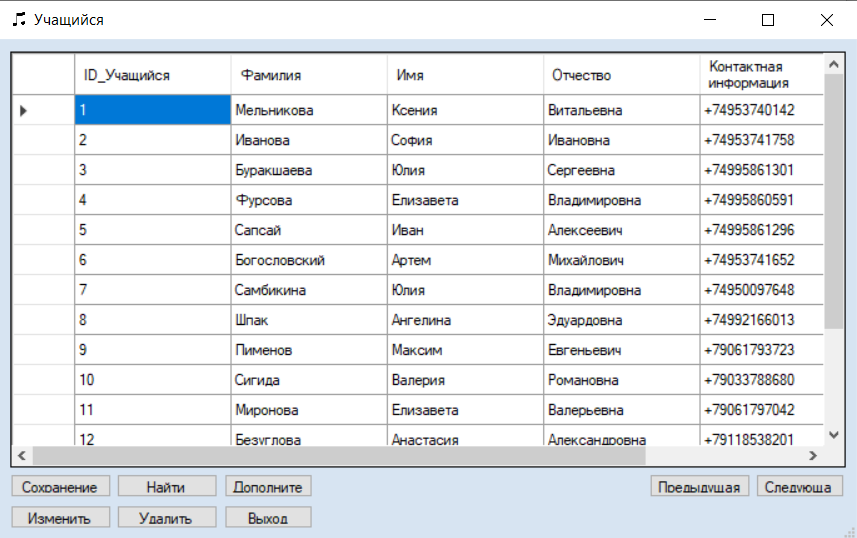 Учащийся
ID_Учащийся Фамилия Имя Отчество Контактная информация
1 Мельникова Ксения Витальевна +74953740142
2 Иванова София Ивановна +74953741758
3 Буракшаева Юлия Сергеевна +74995861301
4 Фурсова Елизавета Владимировна +74995860591
5 Сапсай Иван Алексеевич +74995861296
6 Богословский Артем Михайлович +74953741652
7 Самбикина Юлия Владимировна +74950097648
8 Шпак Ангелина Эдуардовна +74992166013
9 Пименов Максим Евгеньевич +79061793723
10 Сигида Валерия Романовна +79033788680
11 Миронова Елизавета Валерьевна +79061797042
12 Безуглова Анастасия Александровна +79118538201
Сохранение Найти Дополните Предыдущая Следующа
Изменить Удалить Выход